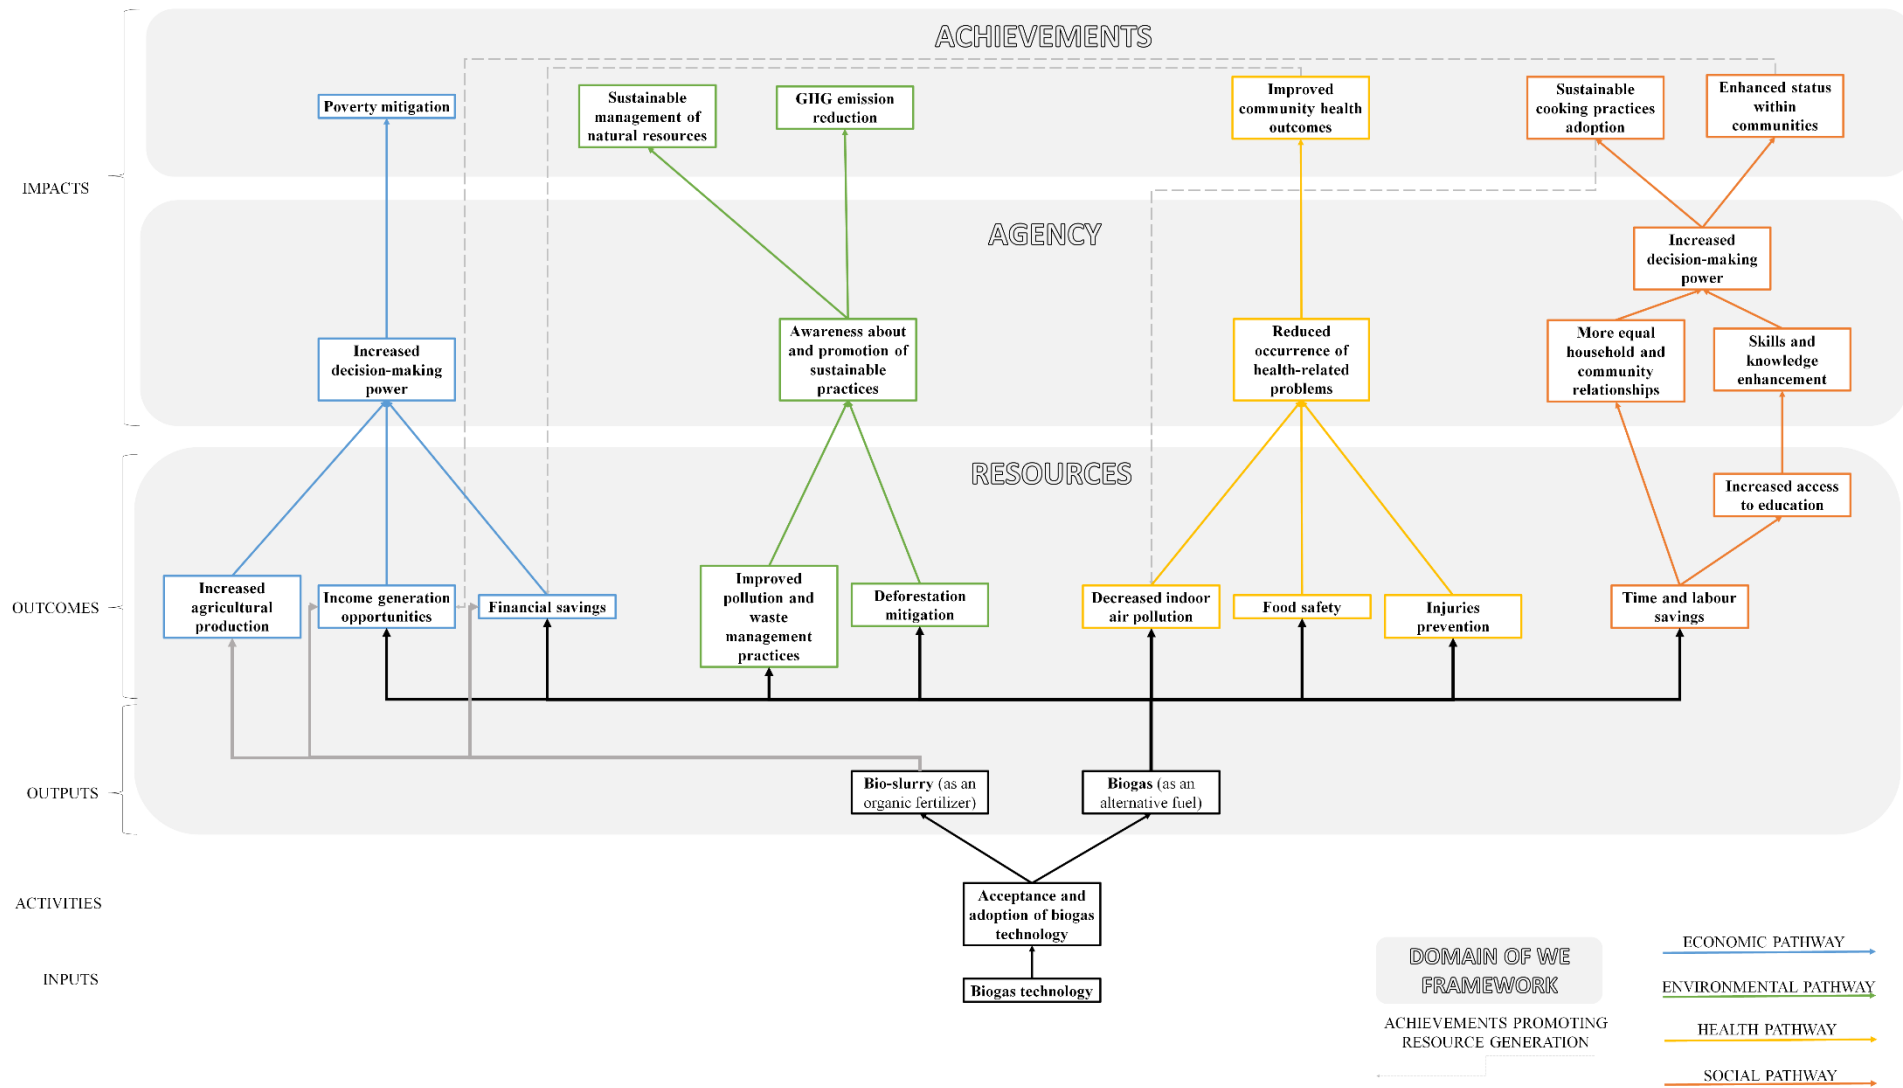 ACHIEVEMENTS
Poverty mitigation
Sustainable
management of
natural resources
GHG emission
reduction
Improved
community health
outcomes
Sustainable
cooking practices
adoption
Enhanced status
within
communities
IMPACTS
AGENCY
Increased
decision-making
power
Awareness about
and promotion of
sustainable
practices
Reduced
occurrence of
health-related
problems
Increased
decision-making
power
More equal
household and
community
relationships
Skills and
knowledge
enhancement
RESOURCES
Increased access
to education
OUTCOMES
Increased
agricultural
production
Income generation
opportunities
Financial savings
Improved
pollution and
waste
management
practices
Deforestation
mitigation
Decreased indoor
air pollution
Food safety
Injuries
prevention
Time and labour
savings
OUTPUTS
Bio-slurry (as an
organic fertilizer)
Biogas (as an
alternative fuel)
ACTIVITIES
Acceptance and
adoption of biogas
technology
INPUTS
Biogas technology
DOMAIN OF WE
FRAMEWORK
ACHIEVEMENTS PROMOTING
RESOURCE GENERATION
ECONOMIC PATHWAY
ENVIRONMENTAL PATHWAY
HEALTH PATHWAY
SOCIAL PATHWAY